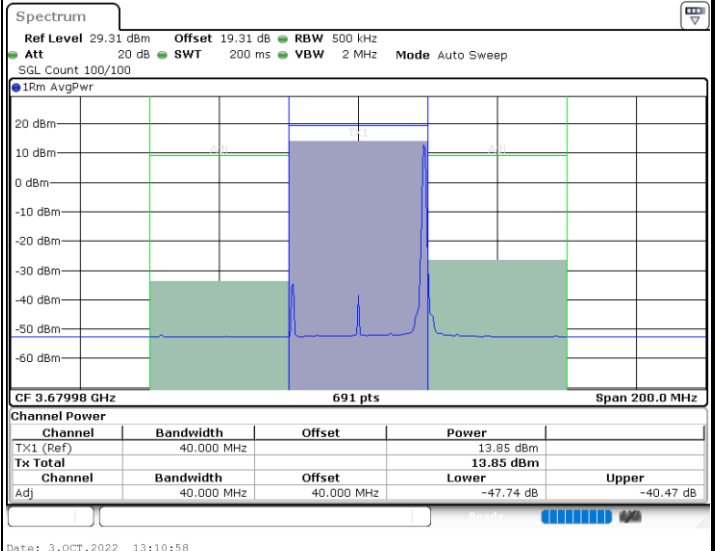 Spectrum
Ref Level 29.31 dBm Offset 19.31 dB RBW 500 kHz
Att 20 dB SWT 200 ms VBW 2 MHz Mode Auto Sweep
SGL Count 100/100
1Rm AvgPwr
20 dBm
TX1
10 dBm
Adj
Adj
0 dBm
-10 dBm
-20 dBm
-30 dBm
-40 dBm
-50 dBm
-60 dBm
CF 3.67998 GHz 691 pts Span 200.0 MHz
Channel Power
Channel Bandwidth Offset Power
TX1 (Ref) 40.000 MHz 13.85 dBm
Tx Total 13.85 dBm
Channel Bandwidth Offset Lower Upper
Adj 40.000 MHz 40.000 MHz -47.74 dB -40.47 dB
Ready
Date: 3.OCT.2022 13:10:58